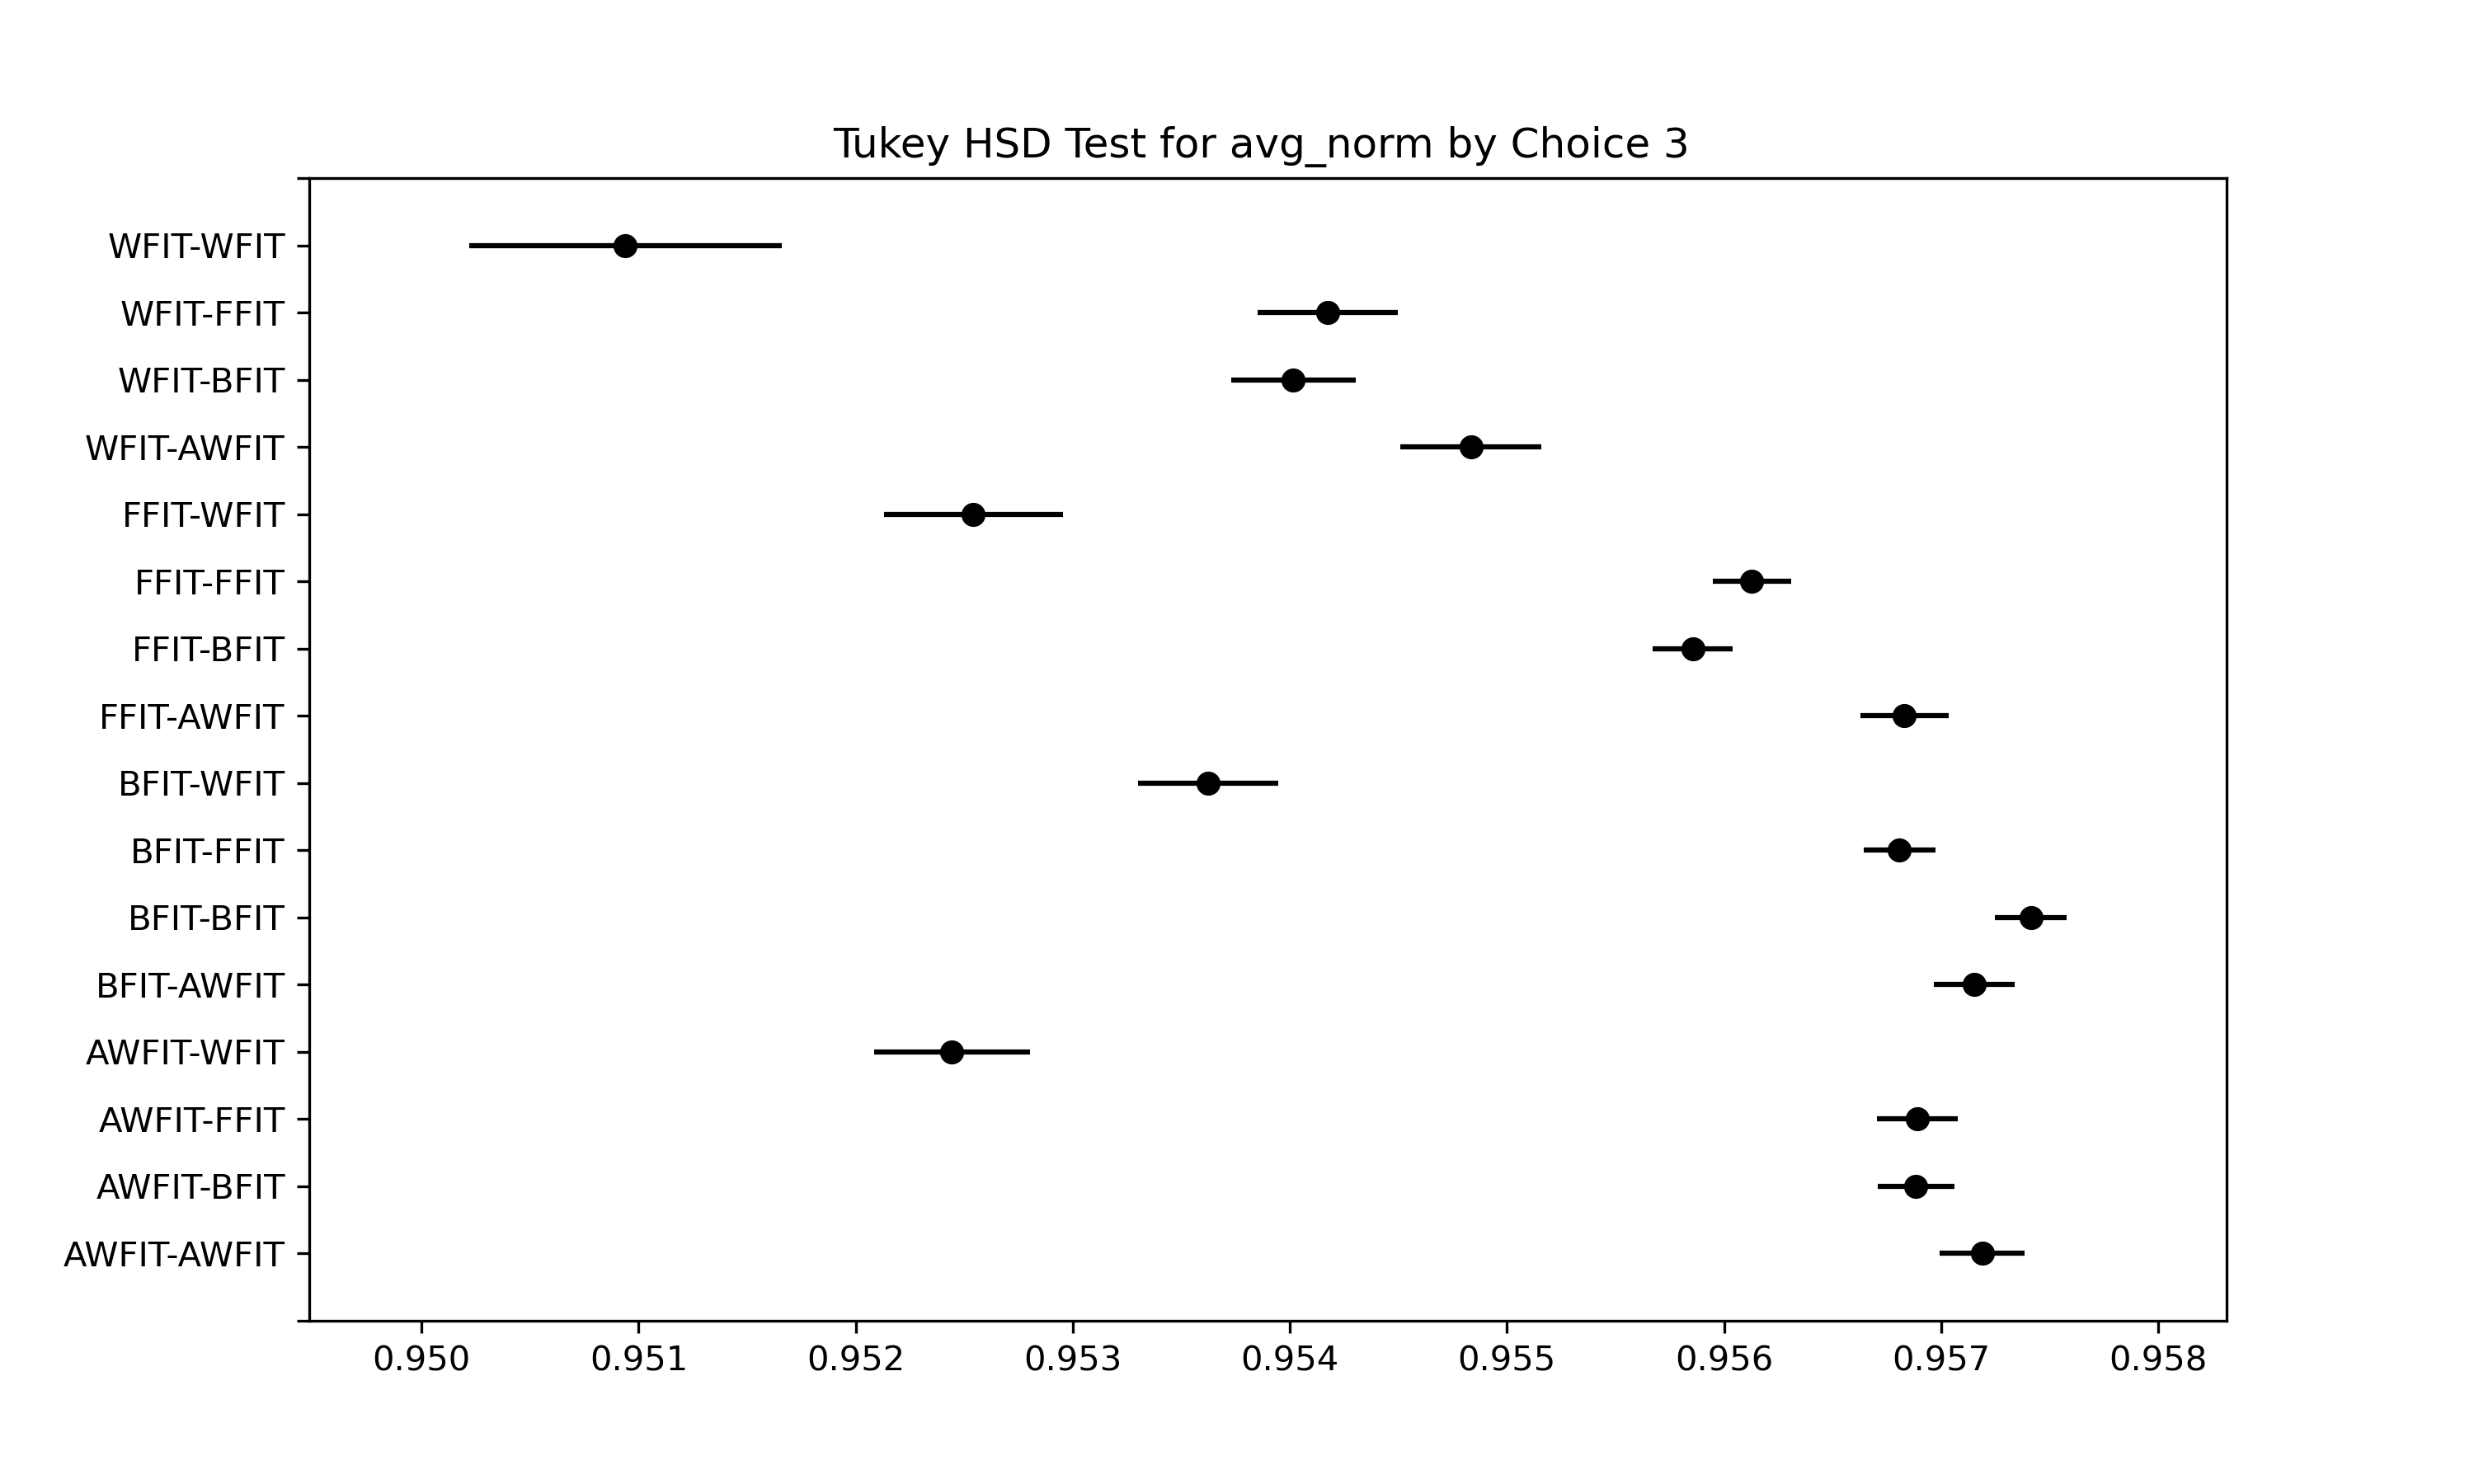 Tukey HSD Test for avg_norm by Choice 3
WFIT-WFIT
WFIT-FFIT
WFIT-BFIT
WFIT-AWFIT
FFIT-WFIT
FFIT-FFIT
FFIT-BFIT
FFIT-AWFIT
BFIT-WFIT
BFIT-FFIT
BFIT-BFIT
BFIT-AWFIT
AWFIT-WFIT
AWFIT-FFIT
AWFIT-BFIT
AWFIT-AWFIT
0.950 0.951 0.952 0.953 0.954 0.955 0.956 0.957 0.958